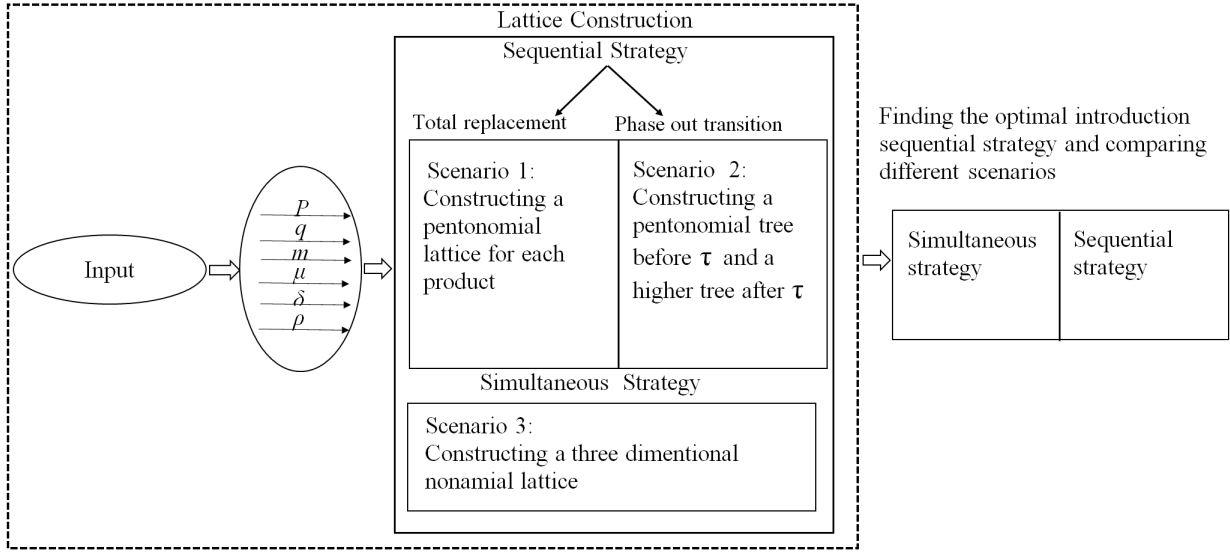 Lattice Construction
Sequential Strategy
Total replacement
Phase out transition
Scenario 1:
Constructing a
pentonomial
lattice for each
product
Scenario 2:
Constructing a
pentonomial tree
before τ and a
higher tree after τ
Simultaneous Strategy
Scenario 3:
Constructing a three dimentional
nonamial lattice
Input
P
q
m
μ
δ
ρ
Finding the optimal introduction
sequential strategy and comparing
different scenarios
Simultaneous
strategy
Sequential
strategy